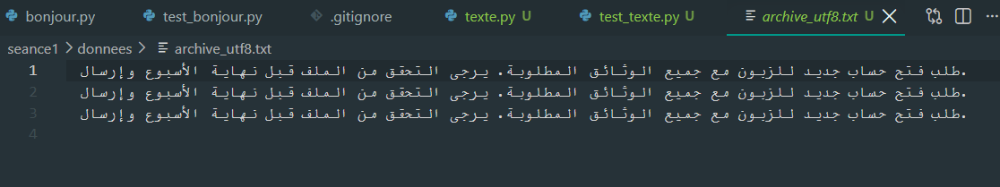 bonjour.py test_bonjour.py .gitignore texte.py U test_texte.py U archive_utf8.txt U
seance1 > donnees > archive_utf8.txt
1 طلب فتح حساب جديد للزبون مع جميع الوثائق المطلوبة. يرجى التحقق من الملف قبل نهاية الأسبوع وإرسال.
2 طلب فتح حساب جديد للزبون مع جميع الوثائق المطلوبة. يرجى التحقق من الملف قبل نهاية الأسبوع وإرسال.
3 طلب فتح حساب جديد للزبون مع جميع الوثائق المطلوبة. يرجى التحقق من الملف قبل نهاية الأسبوع وإرسال.
4